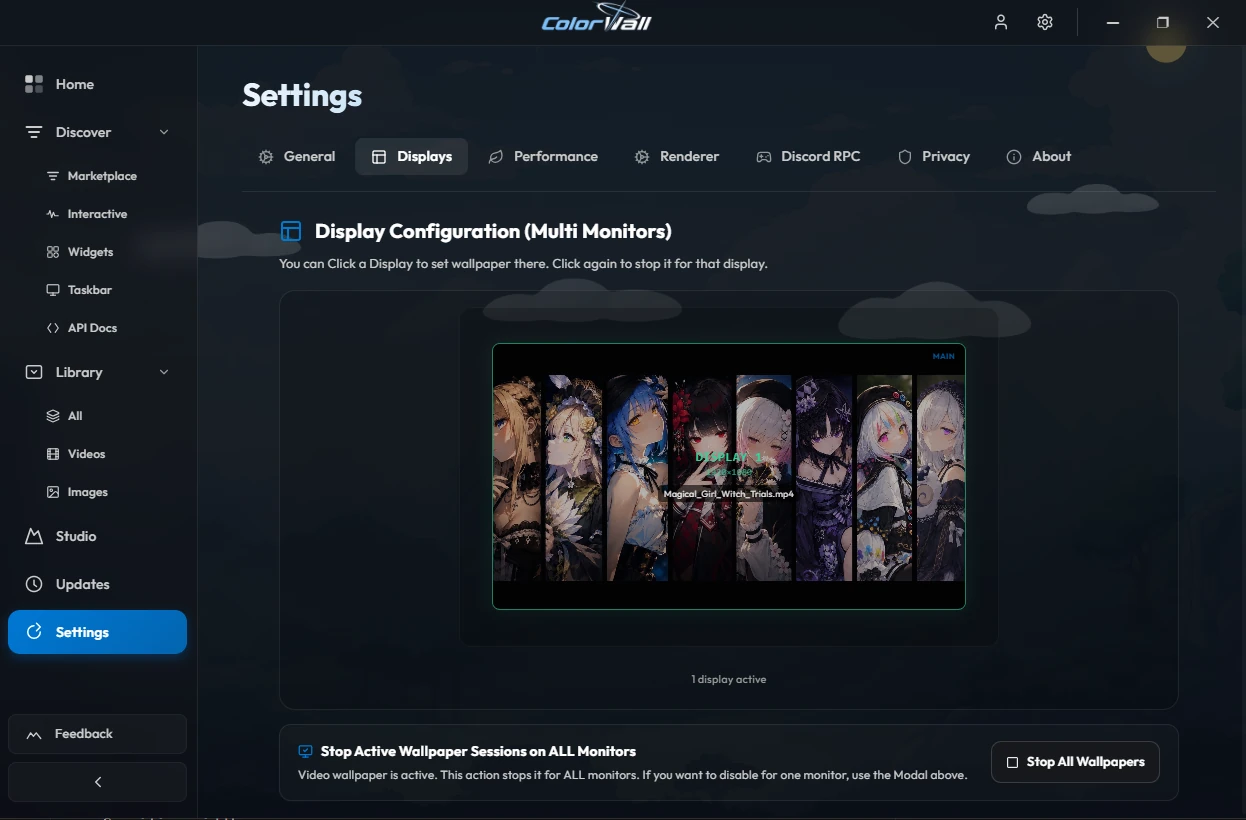 ColorWall
Home
Discover
Marketplace
Interactive
Widgets
Taskbar
API Docs
Library
All
Videos
Images
Studio
Updates
Settings
Feedback
Settings
General
Displays
Performance
Renderer
Discord RPC
Privacy
About
Display Configuration (Multi Monitors)
You can Click a Display to set wallpaper there. Click again to stop it for that display.
MAIN
DISPLAY 1
Magical_Girl_Witch_Trials.mp4
1 display active
Stop Active Wallpaper Sessions on ALL Monitors
Video wallpaper is active. This action stops it for ALL monitors. If you want to disable for one monitor, use the Modal above.
Stop All Wallpapers